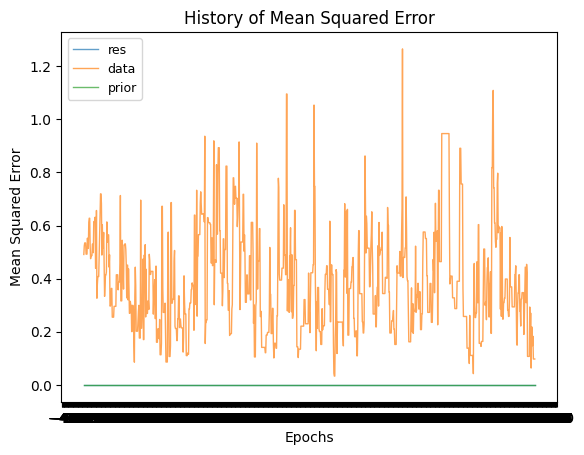 History of Mean Squared Error
res
data
prior
1.2
1.0
0.8
0.6
0.4
0.2
0.0
Mean Squared Error
Epochs